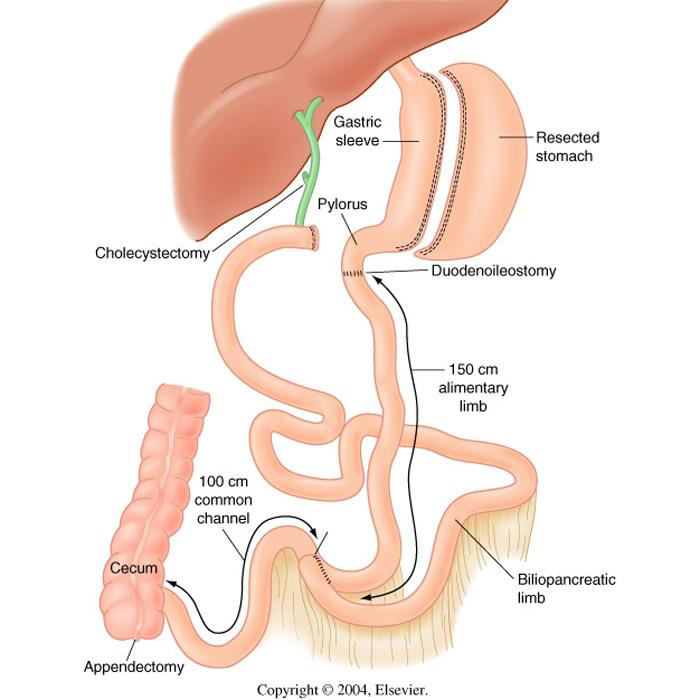 Gastric
sleeve
Resected
stomach
Pylorus
Cholecystectomy
Duodenoileostomy
150 cm
alimentary
limb
100 cm
common
channel
Cecum
Biliopancreatic
limb
Appendectomy
Copyright © 2004, Elsevier.